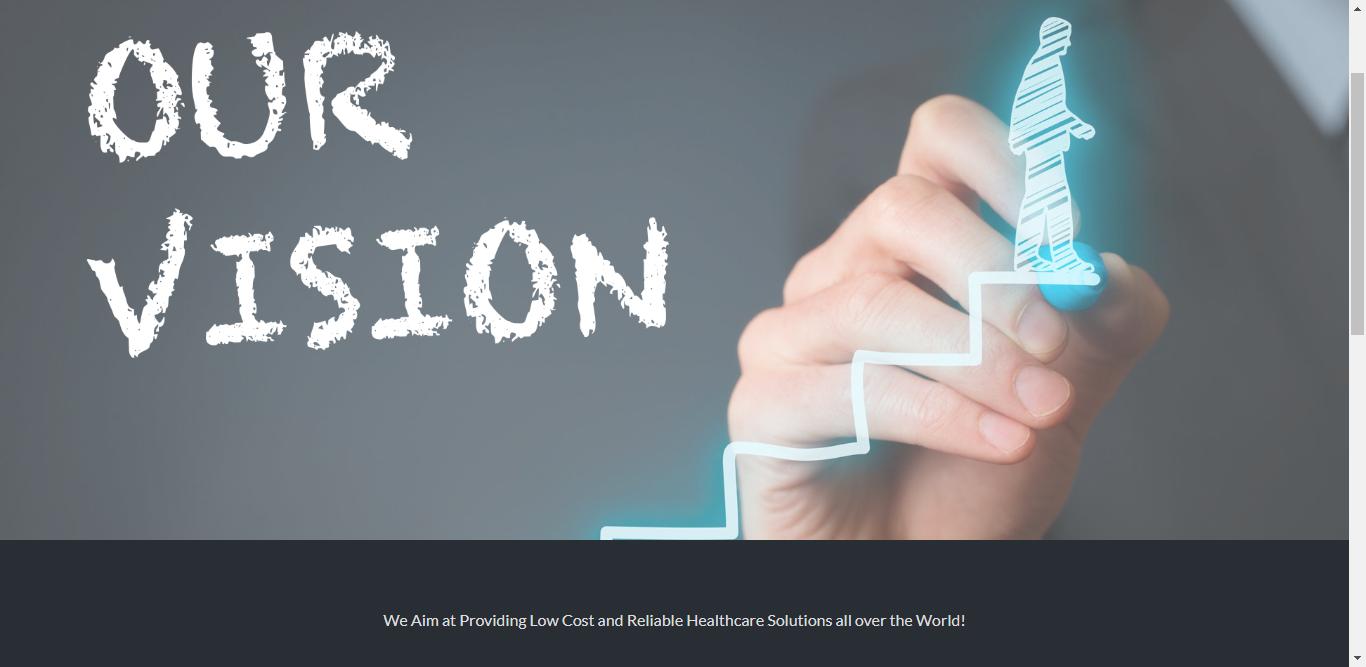 OUR
VISION
We Aim at Providing Low Cost and Reliable Healthcare Solutions all over the World!